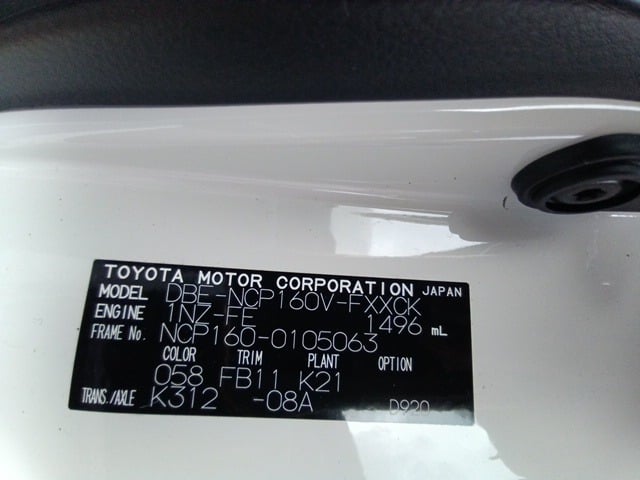 TOYOTA MOTOR CORPORATION JAPAN
MODEL DBE-NCP160V-FXXCK
ENGINE 1NZ-FE 1496 mL
FRAME No. NCP160-0105063
COLOR TRIM PLANT OPTION
058 FB11 K21
TRANS./AXLE K312 -08A D920